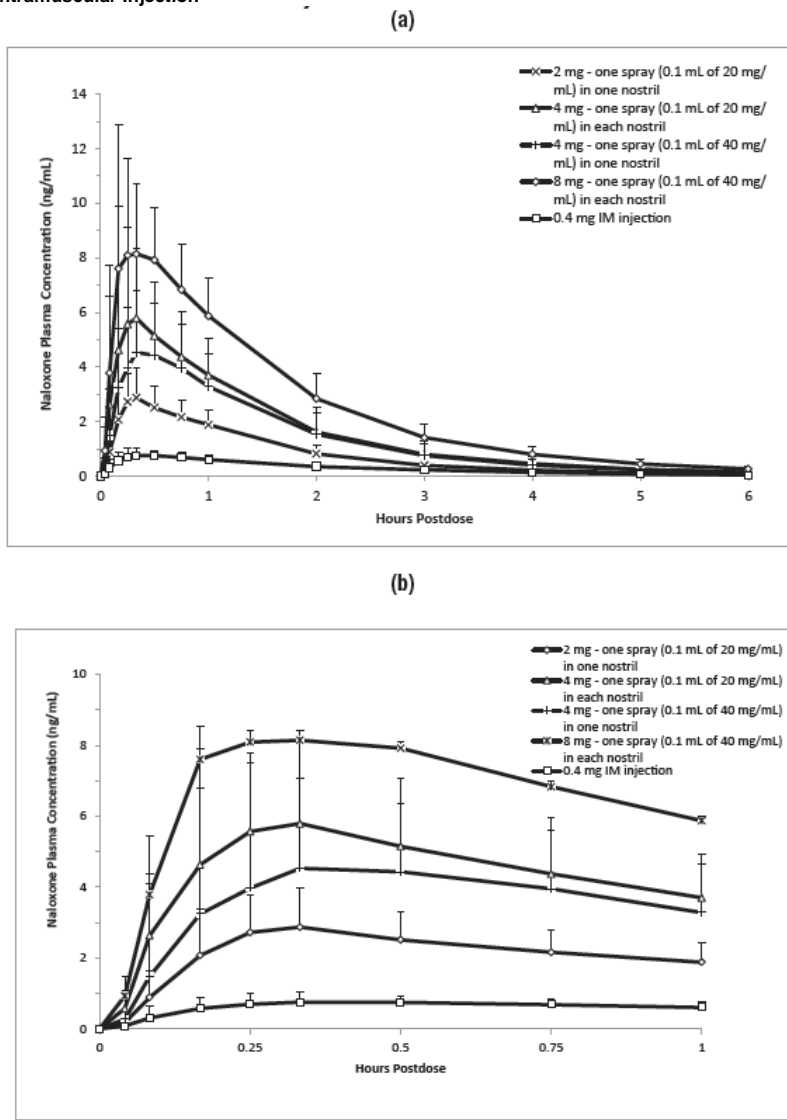 ntramuscular Injection
(a)
2 mg - one spray (0.1 mL of 20 mg/
mL) in one nostril
4 mg - one spray (0.1 mL of 20 mg/
mL) in each nostril
4 mg - one spray (0.1 mL of 40 mg/
mL) in one nostril
8 mg - one spray (0.1 mL of 40 mg/
mL) in each nostril
0.4 mg IM injection
Naloxone Plasma Concentration (ng/mL)
14
12
10
8
6
4
2
0
0 1 2 3 4 5 6
Hours Postdose
(b)
2 mg - one spray (0.1 mL of 20 mg/mL)
in one nostril
4 mg - one spray (0.1 mL of 20 mg/mL)
in each nostril
4 mg - one spray (0.1 mL of 40 mg/mL)
in one nostril
8 mg - one spray (0.1 mL of 40 mg/mL)
in each nostril
0.4 mg IM injection
Naloxone Plasma Concentration (ng/mL)
10
8
6
4
2
0
0 0.25 0.5 0.75 1
Hours Postdose